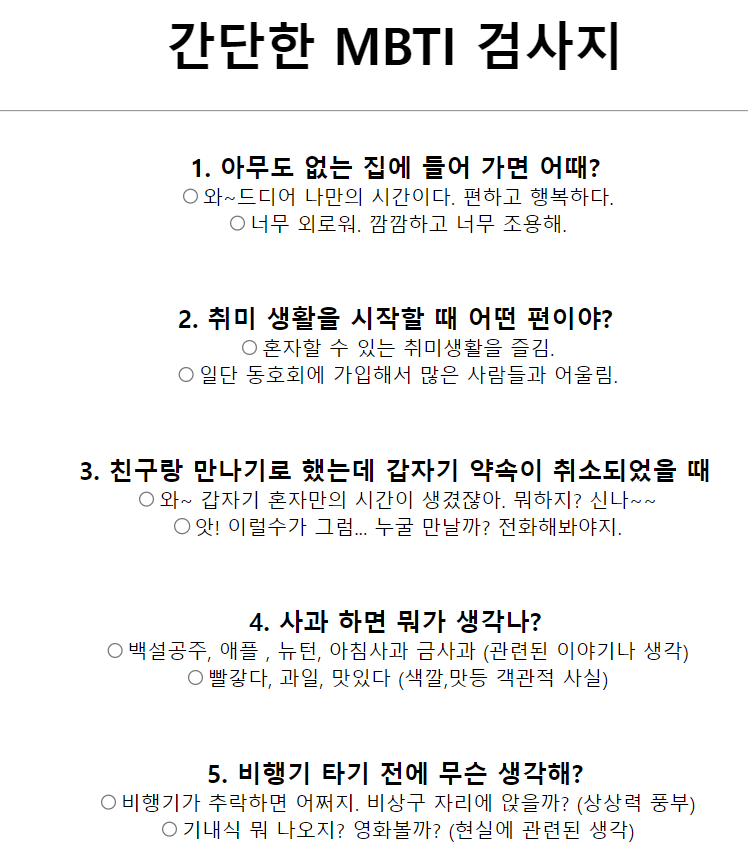 간단한 MBTI 검사지
1. 아무도 없는 집에 들어 가면 어때?
와~드디어 나만의 시간이다. 편하고 행복하다.
너무 외로워. 깜깜하고 너무 조용해.
2. 취미 생활을 시작할 때 어떤 편이야?
혼자할 수 있는 취미생활을 즐김.
일단 동호회에 가입해서 많은 사람들과 어울림.
3. 친구랑 만나기로 했는데 갑자기 약속이 취소되었을 때
와~ 갑자기 혼자만의 시간이 생겼쟎아. 뭐하지? 신나~~
앗! 이럴수가 그럼... 누굴 만날까? 전화해봐야지.
4. 사과 하면 뭐가 생각나?
백설공주, 애플 , 뉴턴, 아침사과 금사과 (관련된 이야기나 생각)
빨갛다, 과일, 맛있다 (색깔,맛등 객관적 사실)
5. 비행기 타기 전에 무슨 생각해?
비행기가 추락하면 어쩌지. 비상구 자리에 앉을까? (상상력 풍부)
기내식 뭐 나오지? 영화볼까? (현실에 관련된 생각)